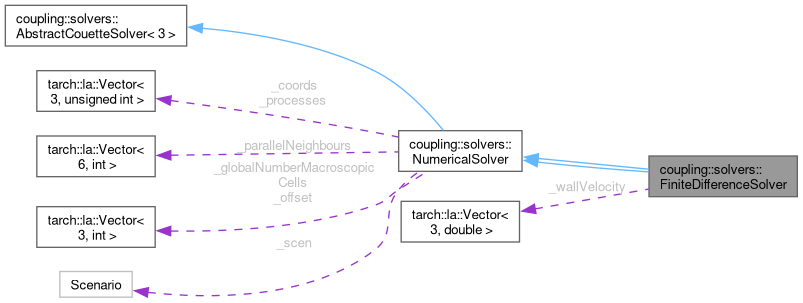 coupling::solvers::
AbstractCouetteSolver< 3 >
tarch::la::Vector<
3, unsigned int >
_coords
_processes
tarch::la::Vector<
6, int >
_parallelNeighbours
coupling::solvers::
NumericalSolver
coupling::solvers::
FiniteDifferenceSolver
_globalNumberMacroscopic
Cells
_offset
_wallVelocity
tarch::la::Vector<
3, int >
tarch::la::Vector<
3, double >
_scen
Scenario